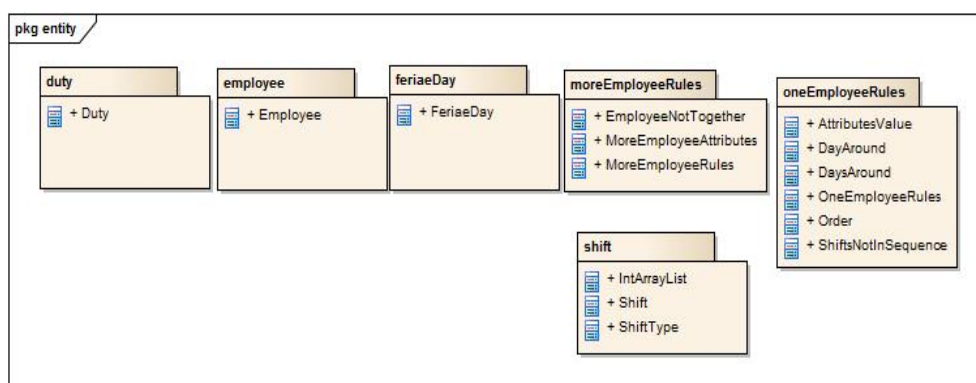 pkg entity
duty
+ Duty
employee
+ Employee
feriaeDay
+ FeriaeDay
moreEmployeeRules
+ EmployeeNotTogether
+ MoreEmployeeAttributes
+ MoreEmployeeRules
oneEmployeeRules
+ AttributesValue
+ DayAround
+ DaysAround
+ OneEmployeeRules
+ Order
+ ShiftsNotInSequence
shift
+ IntArrayList
+ Shift
+ ShiftType